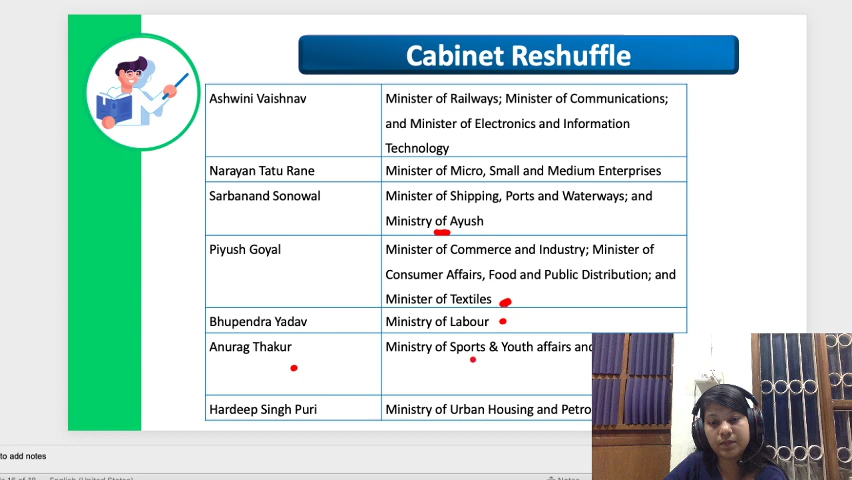 Cabinet Reshuffle
Ashwini Vaishnav
Minister of Railways; Minister of Communications;
and Minister of Electronics and Information
Technology
Narayan Tatu Rane
Minister of Micro, Small and Medium Enterprises
Sarbanand Sonowal
Minister of Shipping, Ports and Waterways; and
Ministry of Ayush
Piyush Goyal
Minister of Commerce and Industry; Minister of
Consumer Affairs, Food and Public Distribution; and
Minister of Textiles
Bhupendra Yadav
Ministry of Labour
Anurag Thakur
Ministry of Sports & Youth affairs and
Hardeep Singh Puri
Ministry of Urban Housing and Petro
to add notes
English (United States)
Notes